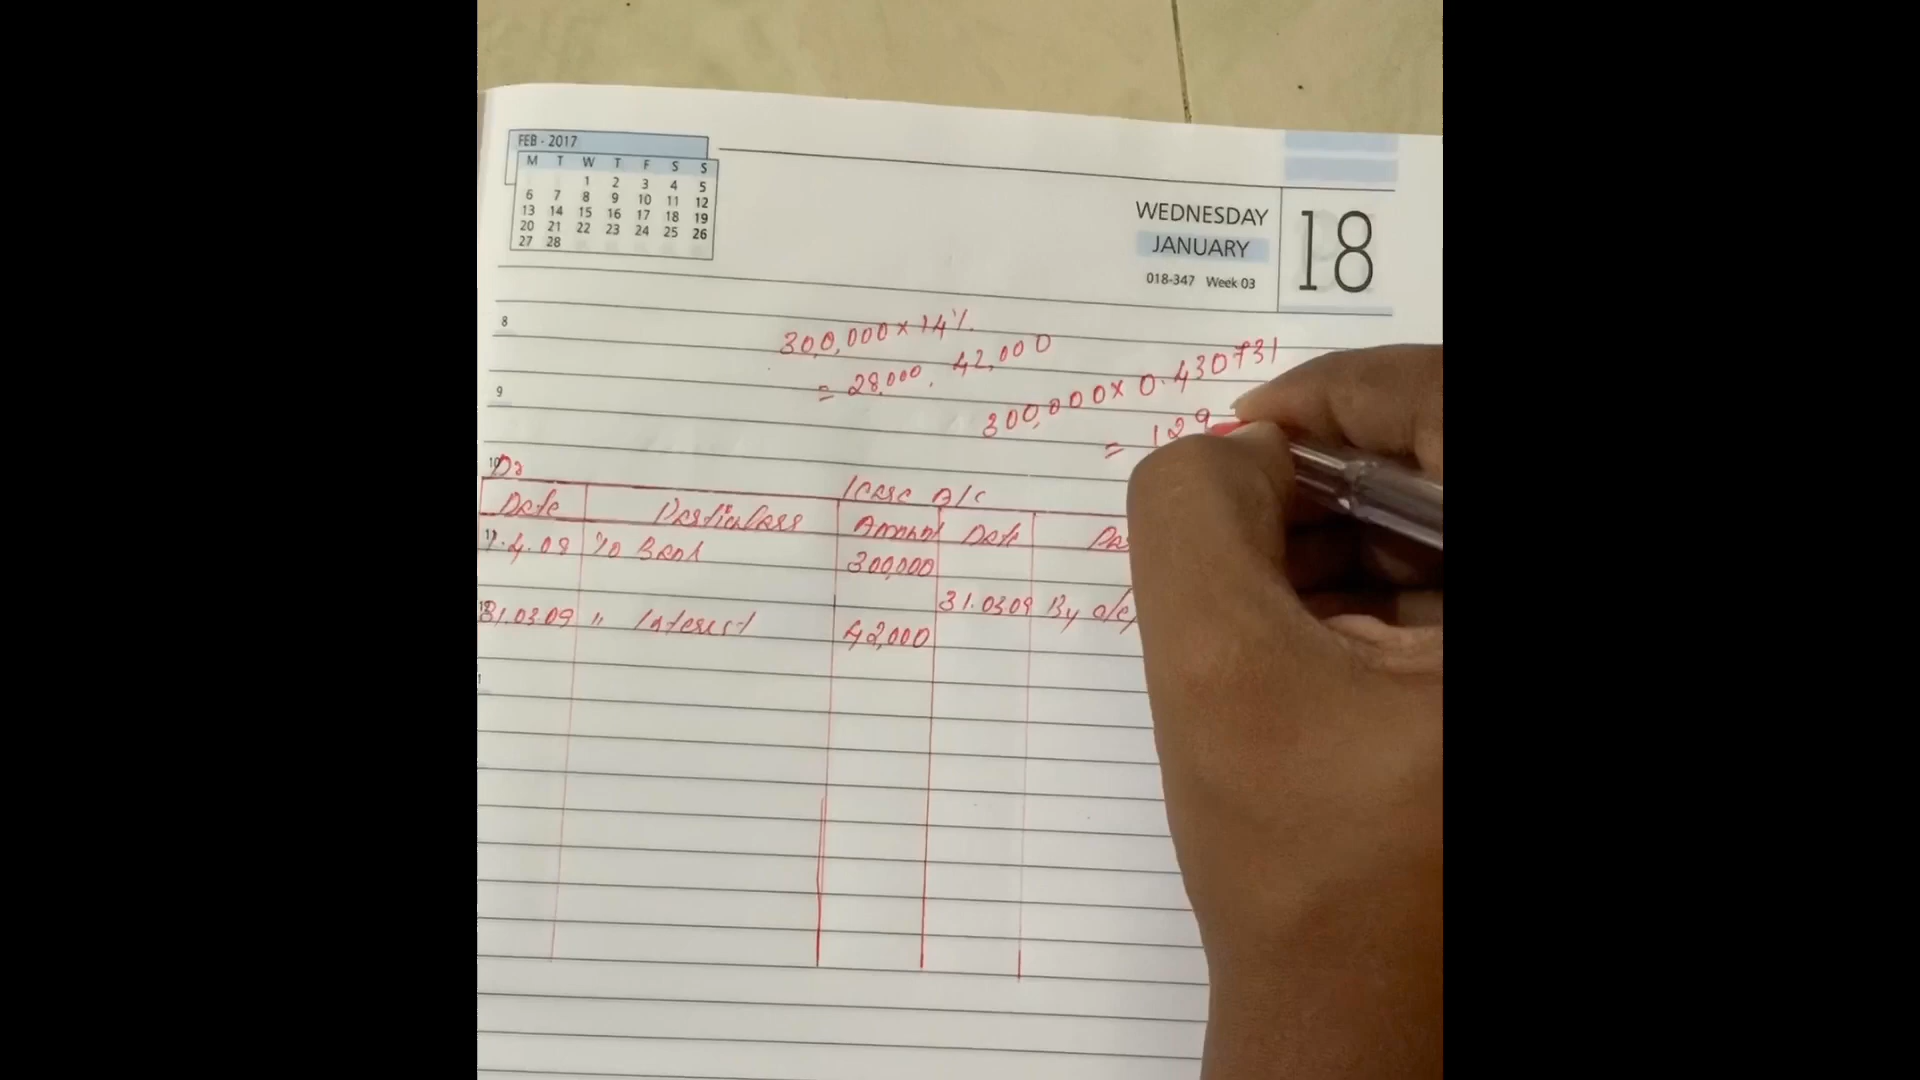 FEB - 2017
M T W T F S S
1 2 3 4 5
6 7 8 9 10 11 12
13 14 15 16 17 18 19
20 21 22 23 24 25 26
27 28
WEDNESDAY
JANUARY
018-347 Week 03
18
8
300,000 x 14%
= 28,000. 42,000
9
300,000 x 0.430731
= 129
10
Dr
lease A/c
Date Particulars Amount Date
11
.4.08 To Bank 300,000
31.03.09 By
12
31.03.09 " Interest 42,000
1